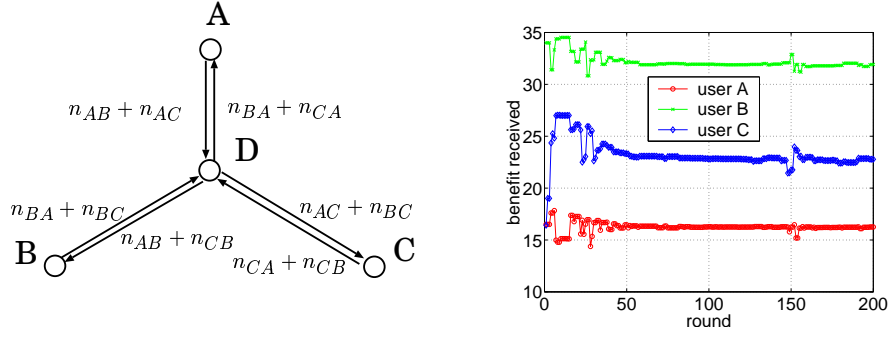 A
n_{AB} + n_{AC}
n_{BA} + n_{CA}
D
n_{BA} + n_{BC}
n_{AC} + n_{BC}
B
n_{AB} + n_{CB}
n_{CA} + n_{CB}
C
35
30
25
20
15
10
benefit received
user A
user B
user C
0
50
100
150
200
round